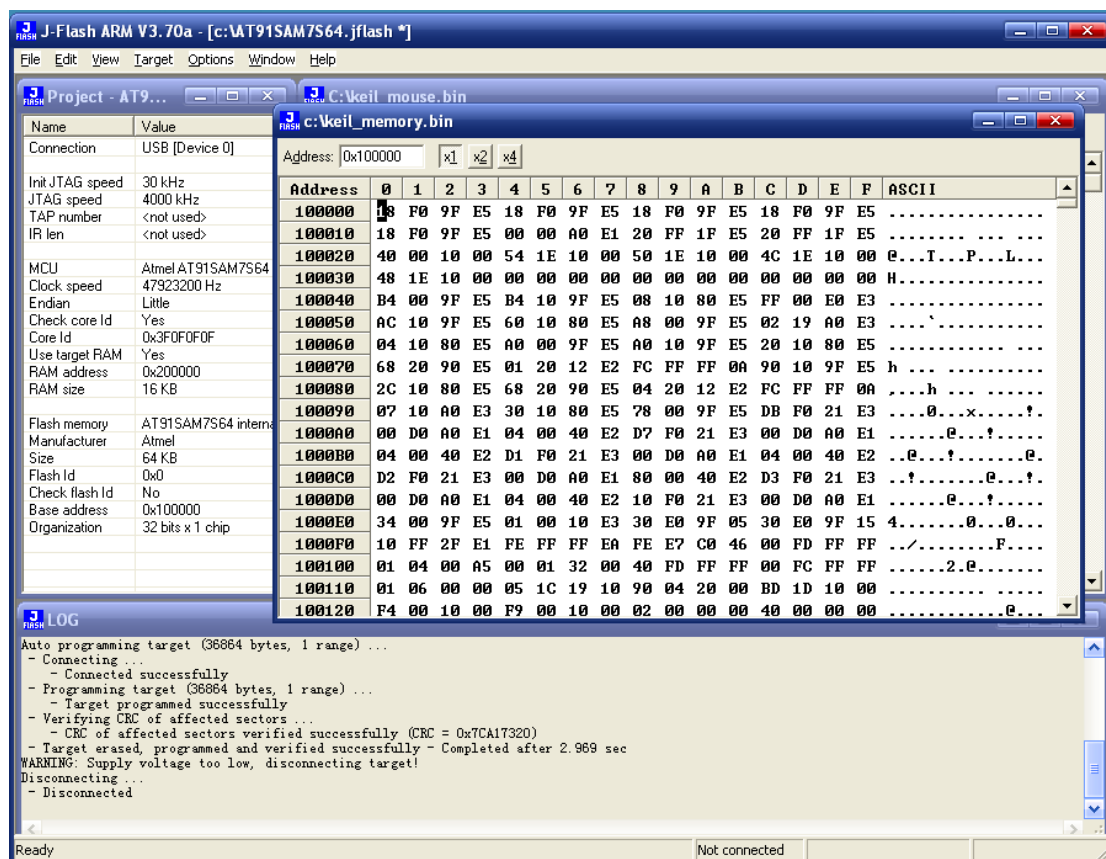 J-Flash ARM V3.70a - [c:\AT91SAM7S64.jflash *]
File Edit View Target Options Window Help
Project - AT9...
Name Value
Connection USB [Device 0]
Init JTAG speed 30 kHz
JTAG speed 4000 kHz
TAP number <not used>
IR len <not used>
MCU Atmel AT91SAM7S64
Clock speed 47923200 Hz
Endian Little
Check core Id Yes
Core Id 0x3F0F0F0F
Use target RAM Yes
RAM address 0x200000
RAM size 16 KB
Flash memory AT91SAM7S64 interna
Manufacturer Atmel
Size 64 KB
Flash Id 0x0
Check flash Id No
Base address 0x100000
Organization 32 bits x 1 chip
C:\keil_mouse.bin
c:\keil_memory.bin
Address: 0x100000 x1 x2 x4
Address 0 1 2 3 4 5 6 7 8 9 A B C D E F ASCII
100000 18 F0 9F E5 18 F0 9F E5 18 F0 9F E5 18 F0 9F E5 ................
100010 18 F0 9F E5 00 00 A0 E1 20 FF 1F E5 20 FF 1F E5 ........ ... ...
100020 40 00 10 00 54 1E 10 00 50 1E 10 00 4C 1E 10 00 @...T...P...L...
100030 48 1E 10 00 00 00 00 00 00 00 00 00 00 00 00 00 H...............
100040 B4 00 9F E5 B4 10 9F E5 08 10 80 E5 FF 00 E0 E3 ................
100050 AC 10 9F E5 60 10 80 E5 A8 00 9F E5 02 19 A0 E3 ....`...........
100060 04 10 80 E5 A0 00 9F E5 A0 10 9F E5 20 10 80 E5 ............ ...
100070 68 20 90 E5 01 20 12 E2 FC FF FF 0A 90 10 9F E5 h ... ..........
100080 2C 10 80 E5 68 20 90 E5 04 20 12 E2 FC FF FF 0A ,...h ... ......
100090 07 10 A0 E3 30 10 80 E5 78 00 9F E5 DB F0 21 E3 ....0...x.....!.
1000A0 00 D0 A0 E1 04 00 40 E2 D7 F0 21 E3 00 D0 A0 E1 ......@...!.....
1000B0 04 00 40 E2 D1 F0 21 E3 00 D0 A0 E1 04 00 40 E2 ..@...!.......@.
1000C0 D2 F0 21 E3 00 D0 A0 E1 80 00 40 E2 D3 F0 21 E3 ..!.......@...!.
1000D0 00 D0 A0 E1 04 00 40 E2 10 F0 21 E3 00 D0 A0 E1 ......@...!.....
1000E0 34 00 9F E5 01 00 10 E3 30 E0 9F 05 30 E0 9F 15 4.......0...0...
1000F0 10 FF 2F E1 FE FF FF EA FE E7 C0 46 00 FD FF FF ../........F....
100100 01 04 00 A5 00 01 32 00 40 FD FF FF 00 FC FF FF ......2.@.......
100110 01 06 00 00 05 1C 19 10 90 04 20 00 BD 1D 10 00 .......... .....
100120 F4 00 10 00 F9 00 10 00 02 00 00 00 40 00 00 00 ............@...
LOG
Auto programming target (36864 bytes, 1 range) ...
- Connecting ...
- Connected successfully
- Programming target (36864 bytes, 1 range) ...
- Target programmed successfully
- Verifying CRC of affected sectors ...
- CRC of affected sectors verified successfully (CRC = 0x7CA17320)
- Target erased, programmed and verified successfully - Completed after 2.969 sec
WARNING: Supply voltage too low, disconnecting target!
Disconnecting ...
- Disconnected
Ready Not connected